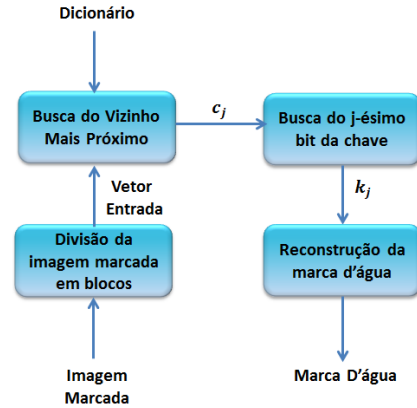 Dicionário
Busca do Vizinho
Mais Próximo
c_j
Busca do j-ésimo
bit da chave
Vetor
Entrada
k_j
Divisão da
imagem marcada
em blocos
Reconstrução da
marca d'água
Imagem
Marcada
Marca D'água